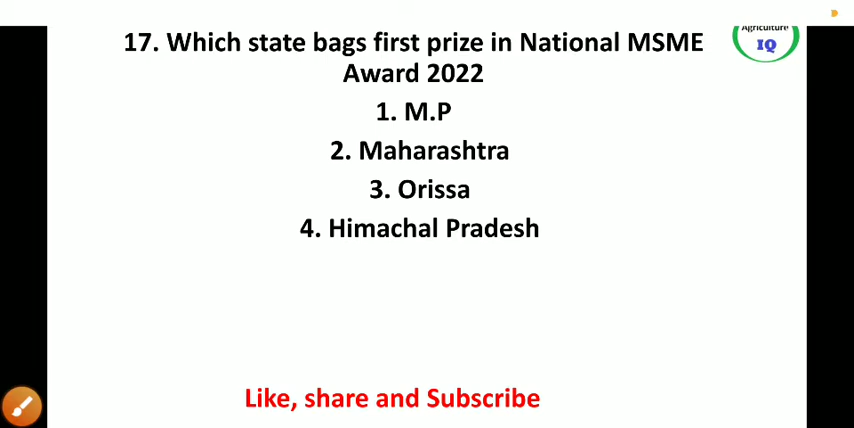 17. Which state bags first prize in National MSME
Award 2022
1. M.P
2. Maharashtra
3. Orissa
4. Himachal Pradesh
Like, share and Subscribe
Agriculture
IQ